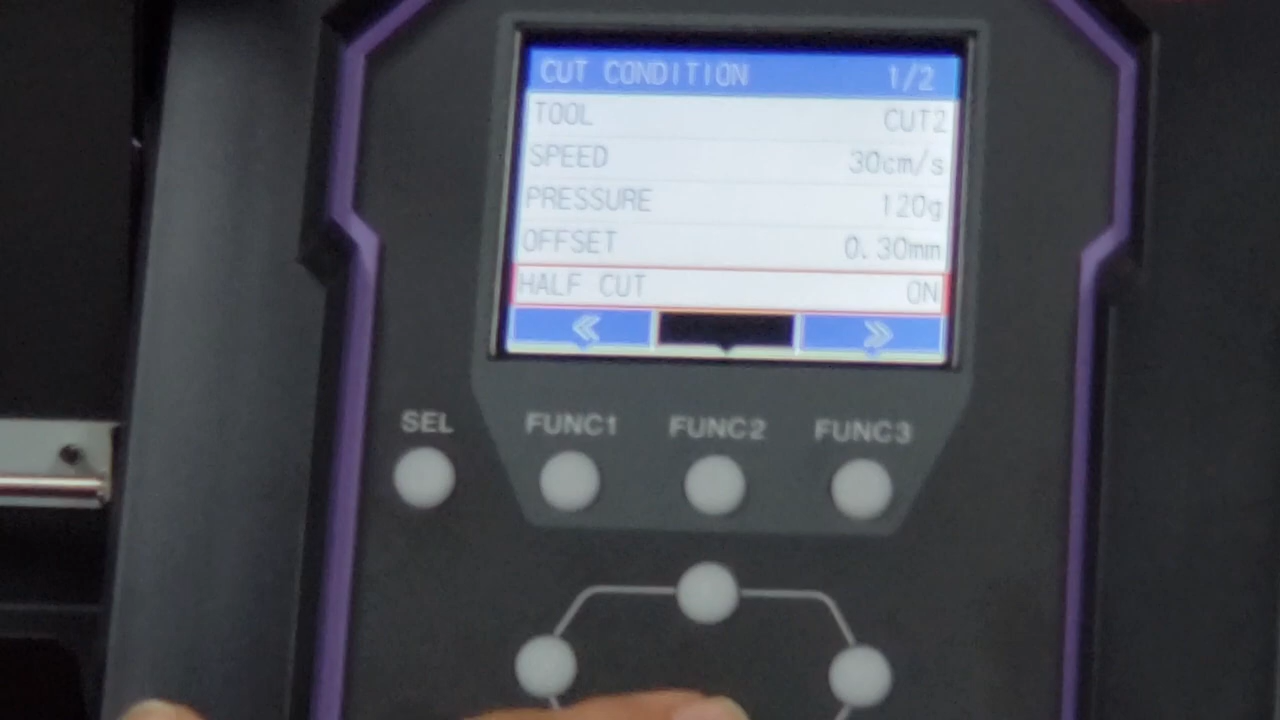 CUT CONDITION 1/2
TOOL CUT2
SPEED 30cm/s
PRESSURE 120g
OFFSET 0.30mm
HALF CUT ON
SEL FUNC1 FUNC2 FUNC3